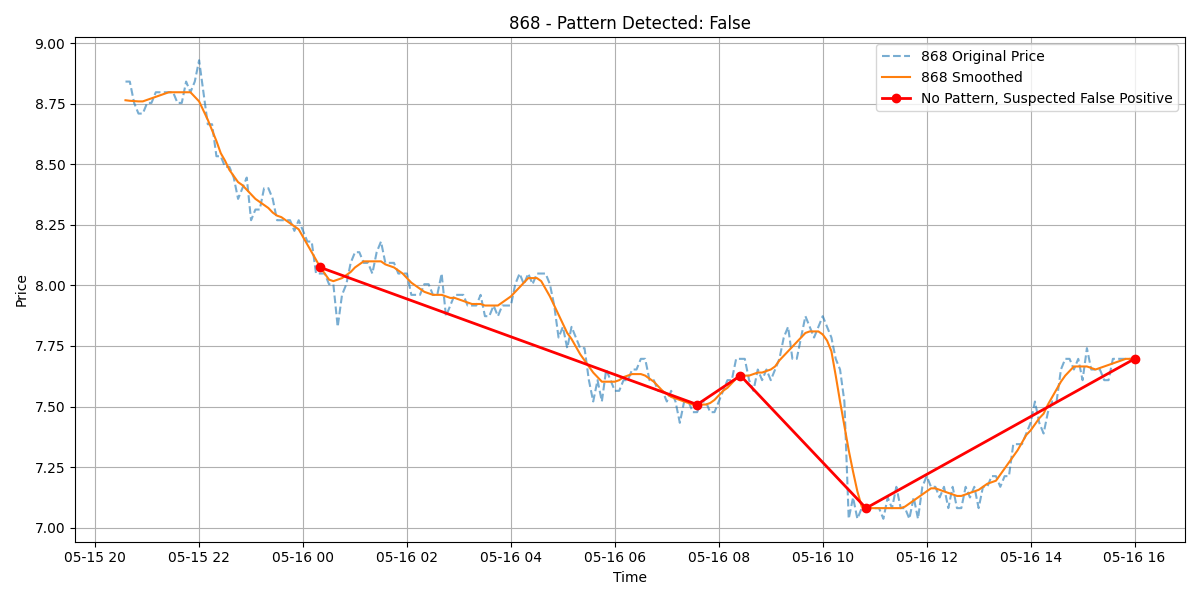 868 - Pattern Detected: False
868 Original Price
868 Smoothed
No Pattern, Suspected False Positive
Price
9.00
8.75
8.50
8.25
8.00
7.75
7.50
7.25
7.00
05-15 20 05-15 22 05-16 00 05-16 02 05-16 04 05-16 06 05-16 08 05-16 10 05-16 12 05-16 14 05-16 16
Time